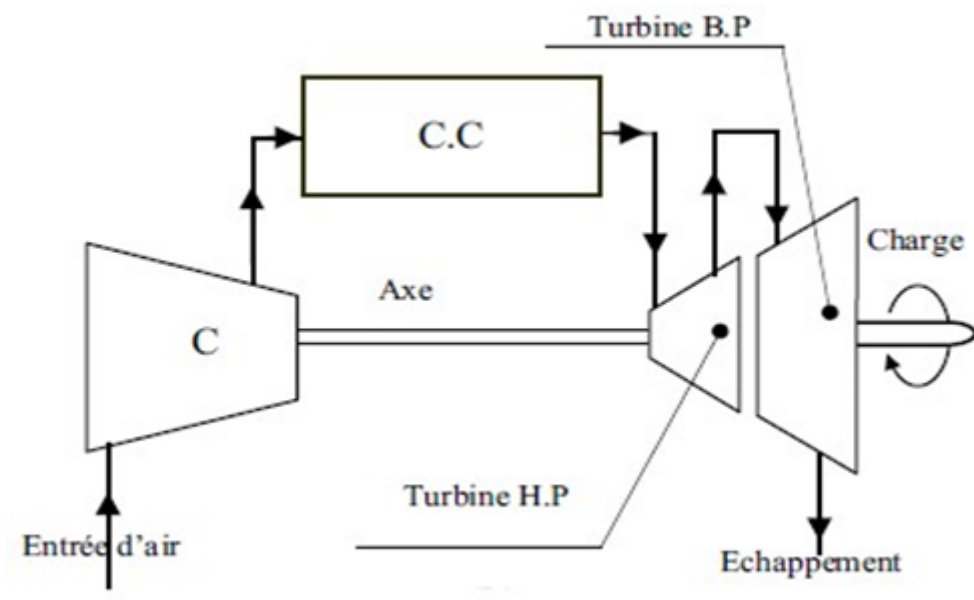 Turbine B.P
C.C
Charge
Axe
C
Turbine H.P
Entrée d'air
Echappement